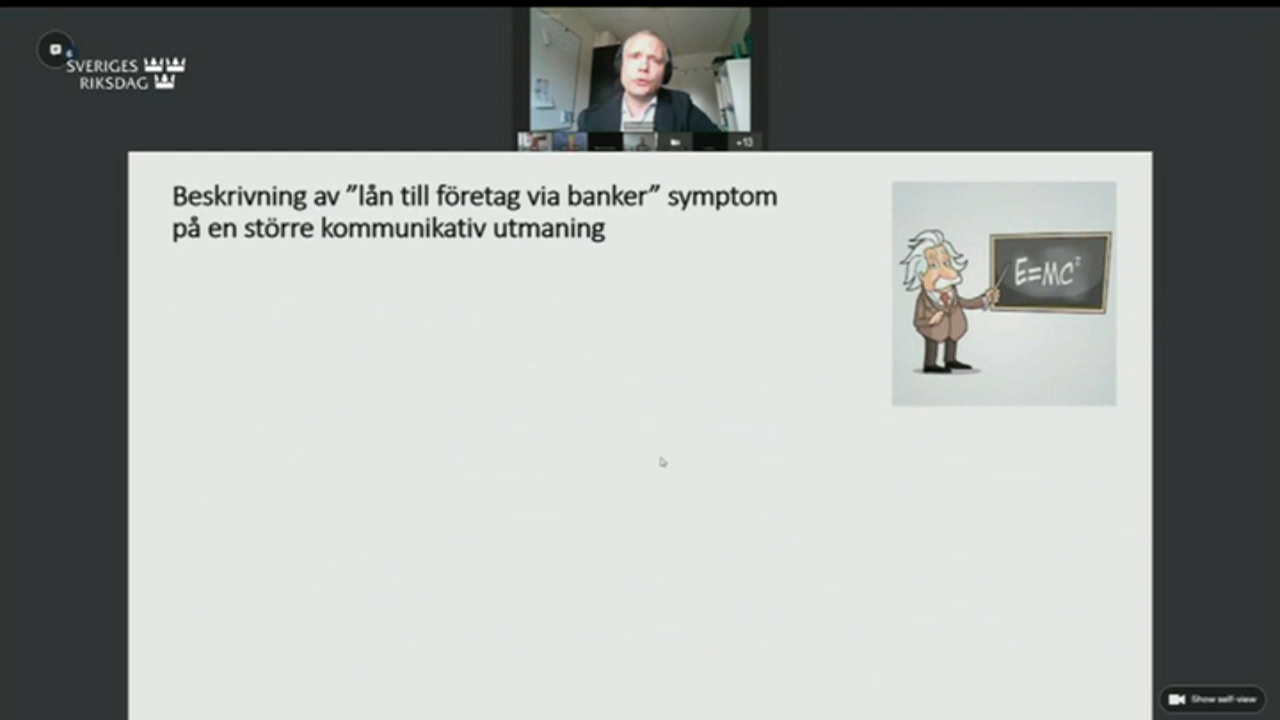 SVERIGES
RIKSDAG
+13
Beskrivning av ”lån till företag via banker” symptom
på en större kommunikativ utmaning
E=MC²
Show self-view